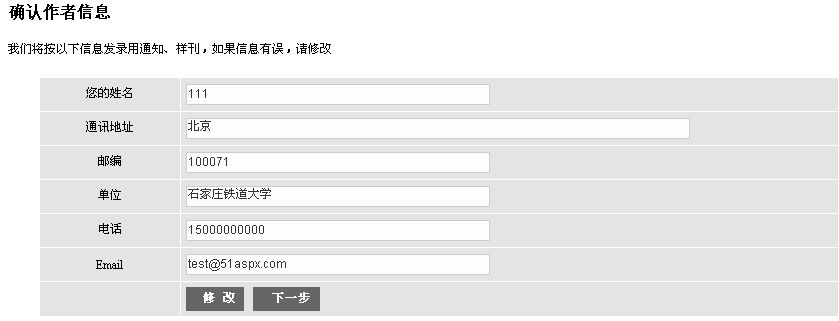 确认作者信息
我们将按以下信息发录用通知、样刊，如果信息有误，请修改
您的姓名 111
通讯地址 北京
邮编 100071
单位 石家庄铁道大学
电话 15000000000
Email test@51aspx.com
修 改 下一步